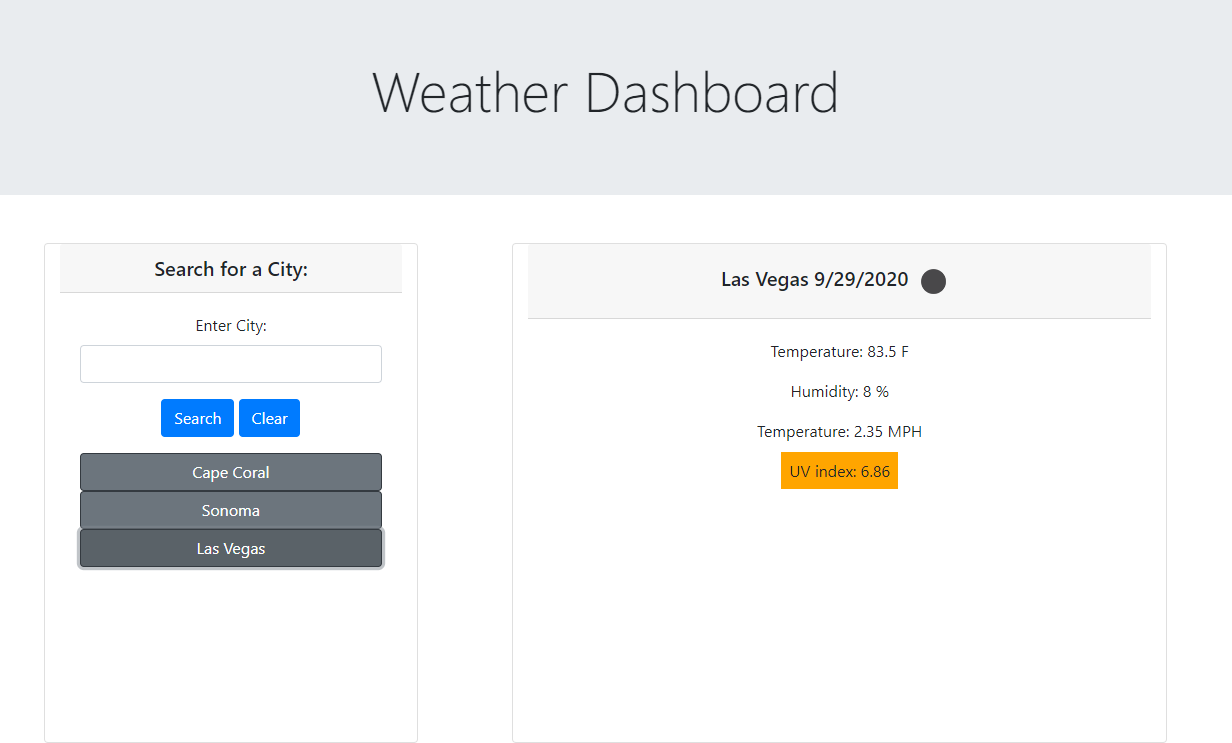 Weather Dashboard
Search for a City:
Enter City:
Search Clear
Cape Coral
Sonoma
Las Vegas
Las Vegas 9/29/2020
Temperature: 83.5 F
Humidity: 8 %
Temperature: 2.35 MPH
UV index: 6.86